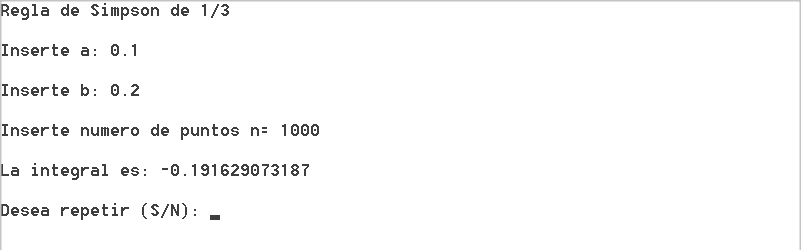 Regla de Simpson de 1/3
Inserte a: 0.1
Inserte b: 0.2
Inserte numero de puntos n= 1000
La integral es: -0.191629073187
Desea repetir (S/N): _